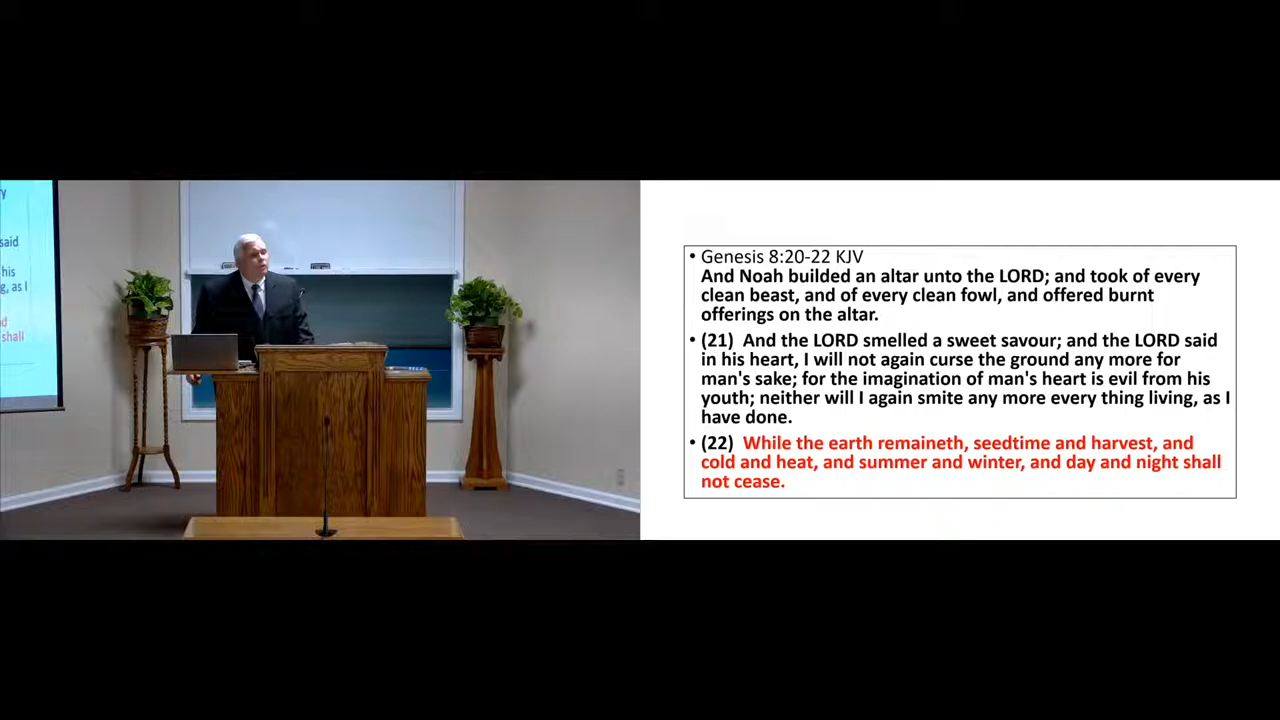 ry
said
his
g, as I
d
shall
• Genesis 8:20-22 KJV
And Noah builded an altar unto the LORD; and took of every
clean beast, and of every clean fowl, and offered burnt
offerings on the altar.
• (21)  And the LORD smelled a sweet savour; and the LORD said
in his heart, I will not again curse the ground any more for
man's sake; for the imagination of man's heart is evil from his
youth; neither will I again smite any more every thing living, as I
have done.
• (22)  While the earth remaineth, seedtime and harvest, and
cold and heat, and summer and winter, and day and night shall
not cease.